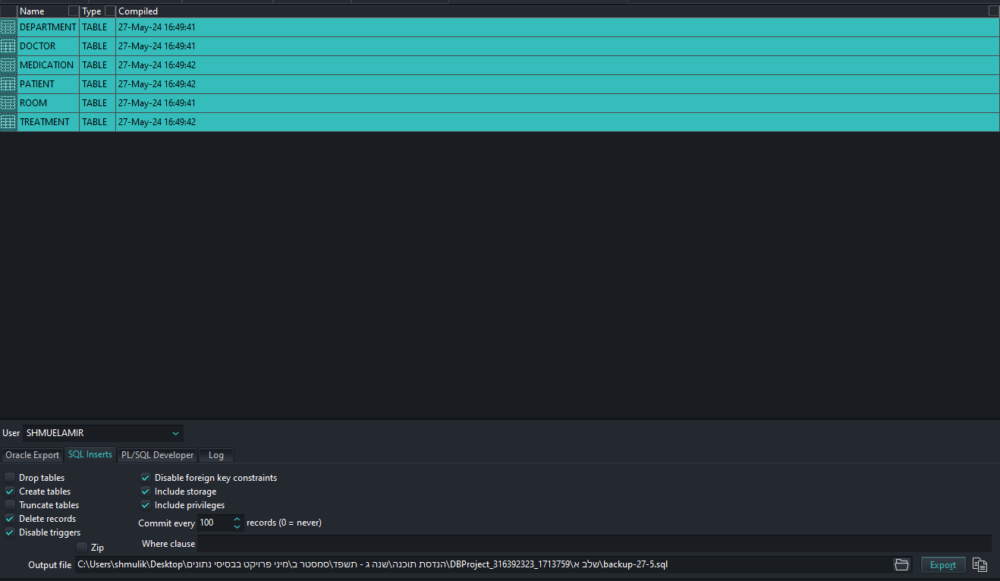 Name Type Compiled
DEPARTMENT TABLE 27-May-24 16:49:41
DOCTOR TABLE 27-May-24 16:49:41
MEDICATION TABLE 27-May-24 16:49:42
PATIENT TABLE 27-May-24 16:49:42
ROOM TABLE 27-May-24 16:49:41
TREATMENT TABLE 27-May-24 16:49:42
User SHMUELAMIR
Oracle Export SQL Inserts PL/SQL Developer Log
Drop tables Disable foreign key constraints
Create tables Include storage
Truncate tables Include privileges
Delete records Commit every 100 records (0 = never)
Disable triggers
Zip Where clause
Output file C:\Users\shmulik\Desktop\הנדסת תוכנה\שנה ג - תשפד\סמסטר ב\מיני פרויקט בבסיסי נתונים\DBProject_316392323_1713759\שלב א\backup-27-5.sql Export